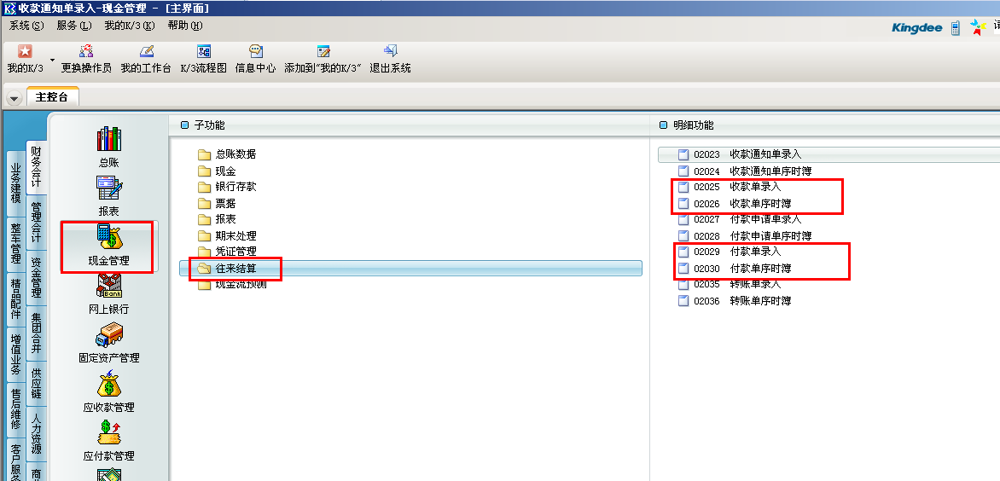 收款通知单录入-现金管理 - [主界面]
系统(S) 服务(L) 我的K/3(K) 帮助(H)
Kingdee
我的K/3 更换操作员 我的工作台 K/3流程图 信息中心 添加到“我的K/3” 退出系统
主控台
业务建模
整车管理
精品配件
增值业务
售后维修
客户服务
财务会计
管理会计
资金管理
集团合并
供应链
人力资源
商
总账
报表
现金管理
Bank
网上银行
固定资产管理
应收款管理
应付款管理
子功能
总账数据
现金
银行存款
票据
报表
期末处理
凭证管理
往来结算
现金流预测
明细功能
02023 收款通知单录入
02024 收款通知单序时簿
02025 收款单录入
02026 收款单序时簿
02027 付款申请单录入
02028 付款申请单序时簿
02029 付款单录入
02030 付款单序时簿
02035 转账单录入
02036 转账单序时簿